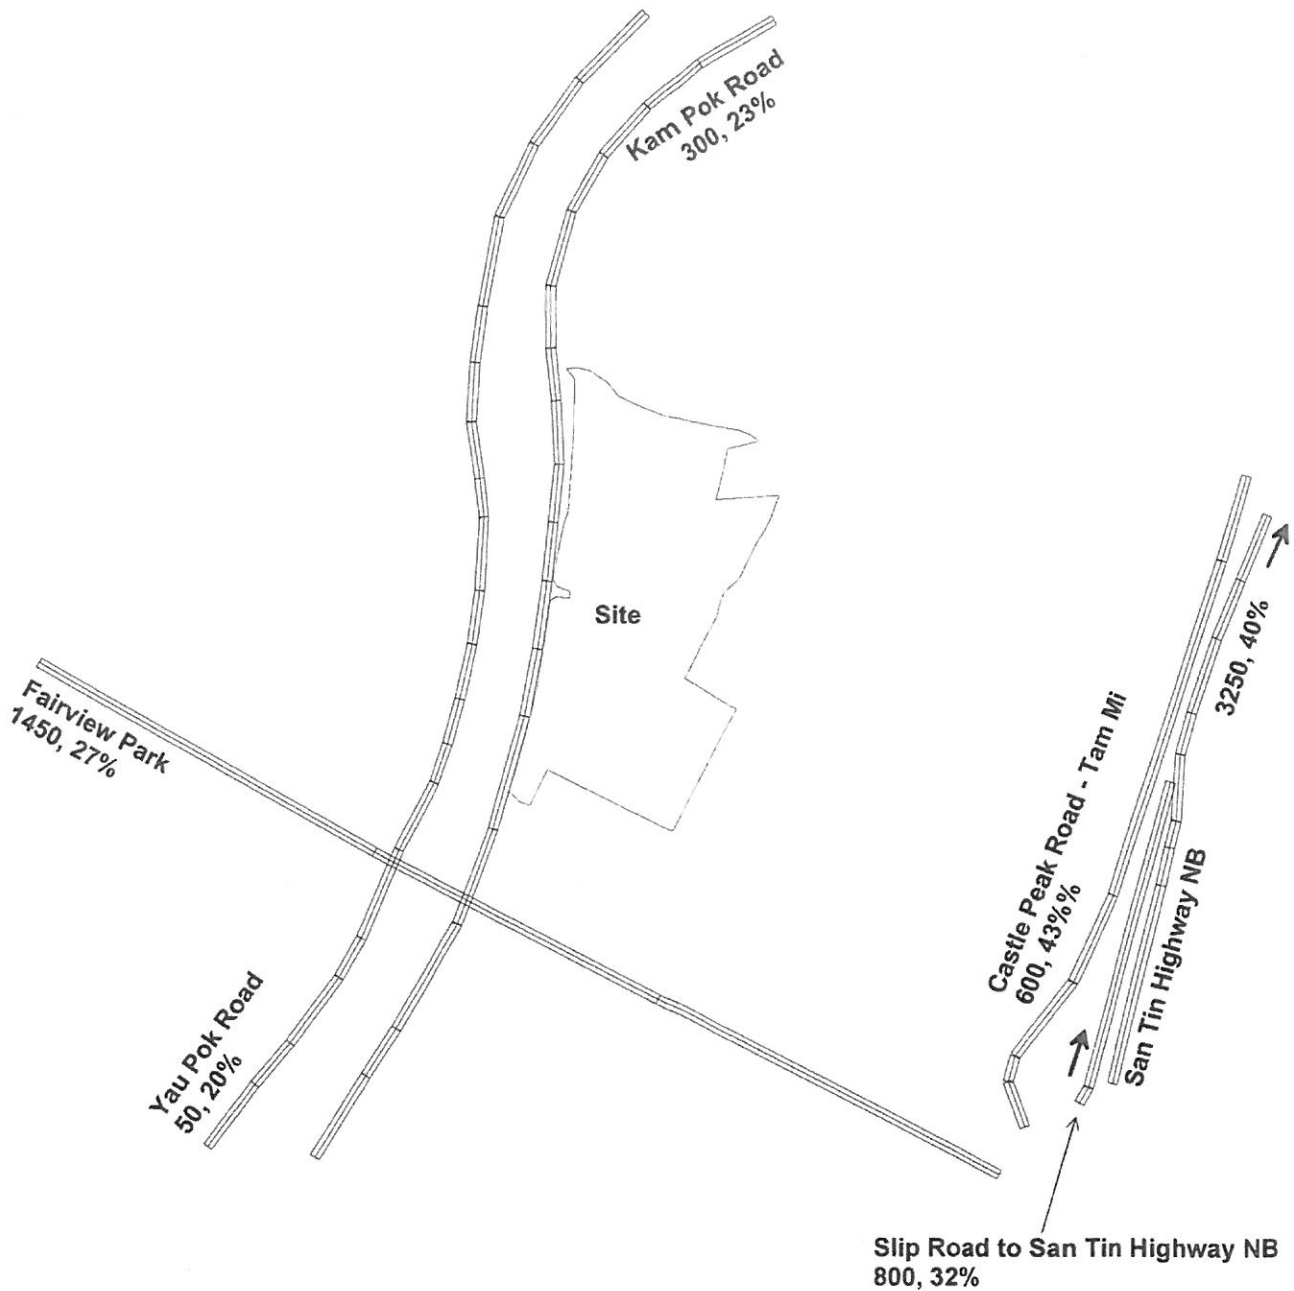 Kam Pok Road
300, 23%
Site
Fairview Park
1450, 27%
3250, 40%
Castle Peak Road - Tam Mi
600, 43%%
San Tin Highway NB
Yau Pok Road
50, 20%
Slip Road to San Tin Highway NB
800, 32%